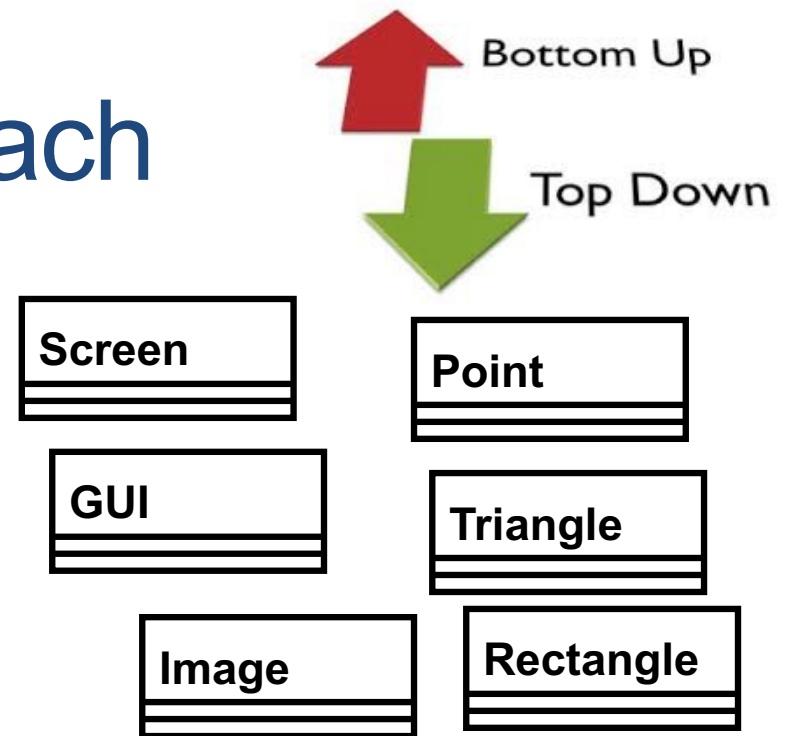 Bottom Up
ach
Top Down
Screen
Point
GUI
Triangle
Image
Rectangle